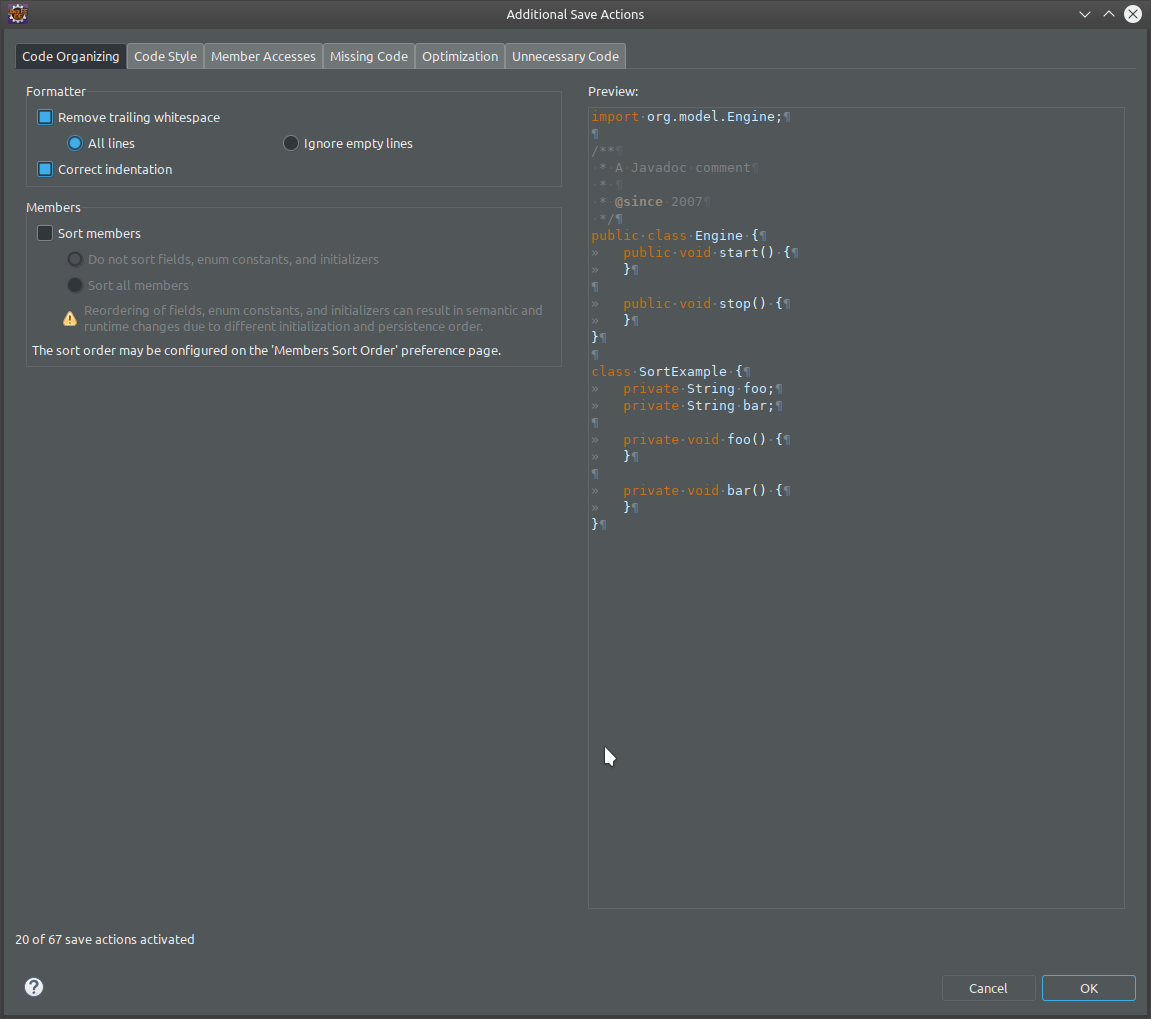 Additional Save Actions
Code Organizing
Code Style
Member Accesses
Missing Code
Optimization
Unnecessary Code
Formatter
Remove trailing whitespace
All lines
Ignore empty lines
Correct indentation
Members
Sort members
Do not sort fields, enum constants, and initializers
Sort all members
Reordering of fields, enum constants, and initializers can result in semantic and
runtime changes due to different initialization and persistence order.
The sort order may be configured on the 'Members Sort Order' preference page.
Preview:
import·org.model.Engine;¶
¶
/**¶
·*·A·Javadoc·comment¶
·*·¶
·*·@since·2007¶
·*/¶
public·class·Engine·{¶
»   public·void·start()·{¶
»   }¶
¶
»   public·void·stop()·{¶
»   }¶
}¶
¶
class·SortExample·{¶
»   private·String·foo;¶
»   private·String·bar;¶
¶
»   private·void·foo()·{¶
»   }¶
¶
»   private·void·bar()·{¶
»   }¶
}¶
20 of 67 save actions activated
?
Cancel
OK